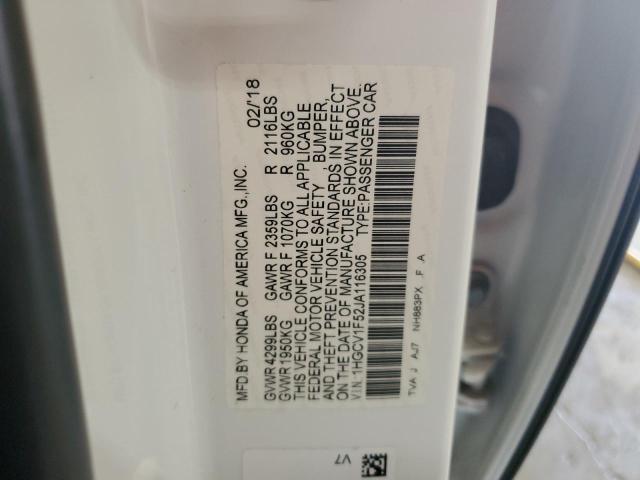 MFD.BY HONDA OF AMERICA MFG.,INC. 02/'18
GVWR 4299LBS GAWR F 2359LBS R 2116LBS
GVWR 1950KG GAWR F 1070KG R 960KG
THIS VEHICLE CONFORMS TO ALL APPLICABLE
FEDERAL MOTOR VEHICLE SAFETY , BUMPER,
AND THEFT PREVENTION STANDARDS IN EFFECT
ON THE DATE OF MANUFACTURE SHOWN ABOVE.
V.I.N.:1HGCV1F52JA116305 TYPE:PASSENGER CAR
TVA J AJ7 NH883PX F A
V7